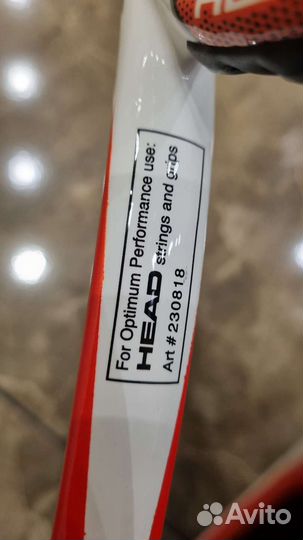 For Optimum Performance use:
HEAD strings and grips
Art # 230818
Avito